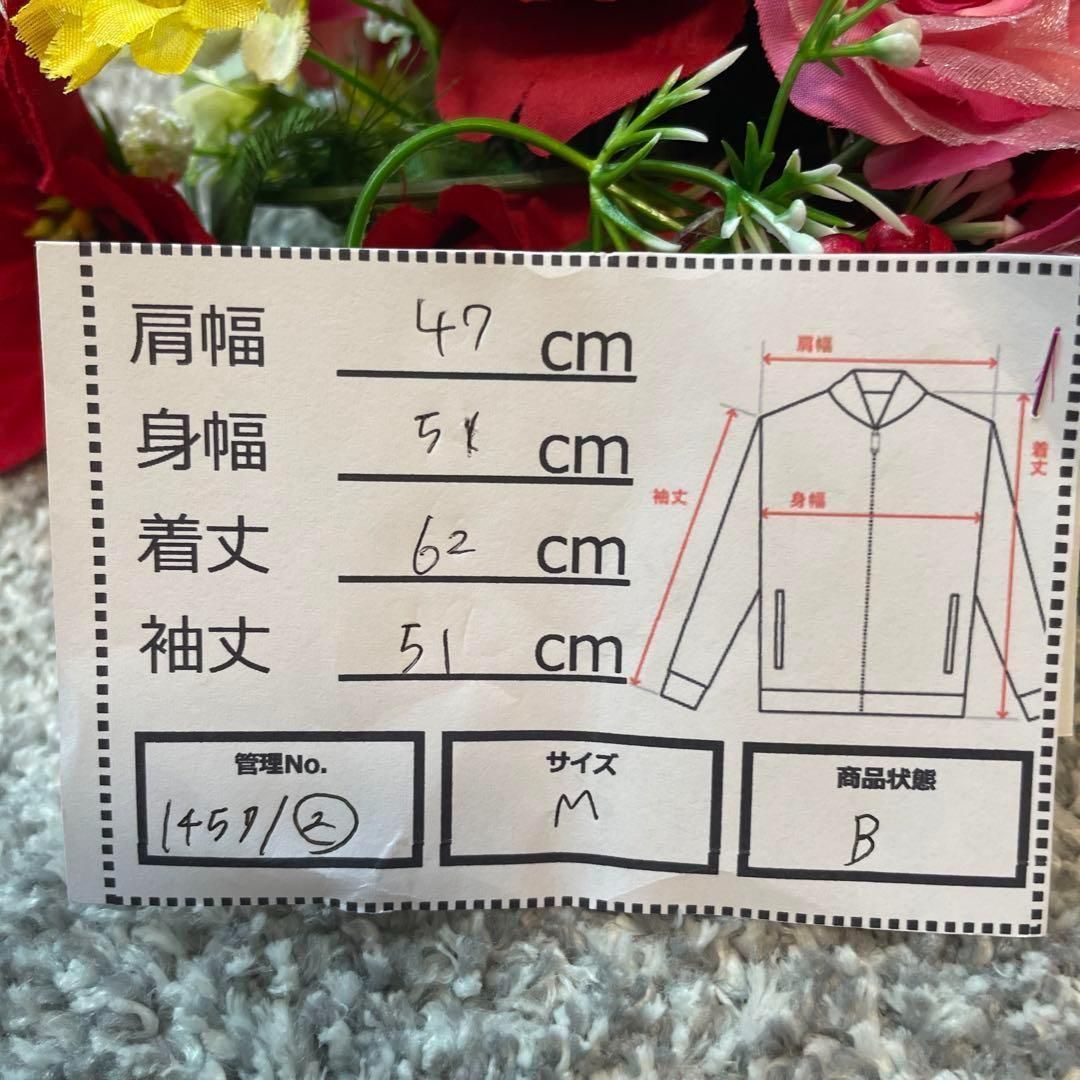 肩幅 47 cm
身幅 51 cm
着丈 62 cm
袖丈 51 cm
肩幅
着丈
袖丈
身幅
管理No.
サイズ
M
商品状態
B